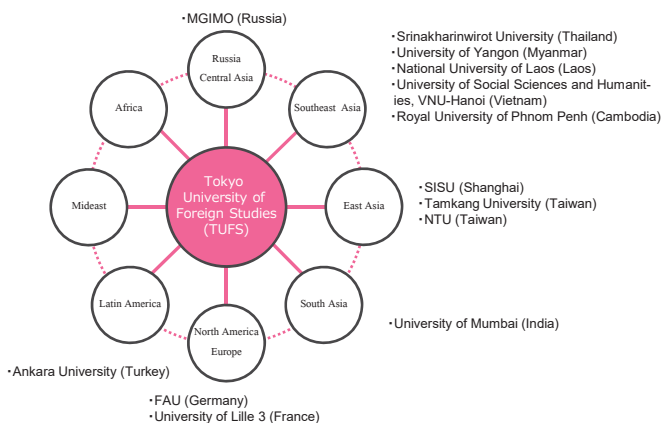 ・MGIMO (Russia)
Russia
Central Asia
・Srinakharinwirot University (Thailand)
・University of Yangon (Myanmar)
・National University of Laos (Laos)
・University of Social Sciences and Humanit-
ies, VNU-Hanoi (Vietnam)
・Royal University of Phnom Penh (Cambodia)
Africa
Southeast Asia
Tokyo
University of
Foreign Studies
(TUFS)
Mideast
East Asia
・SISU (Shanghai)
・Tamkang University (Taiwan)
・NTU (Taiwan)
Latin America
South Asia
North America
Europe
・University of Mumbai (India)
・Ankara University (Turkey)
・FAU (Germany)
・University of Lille 3 (France)